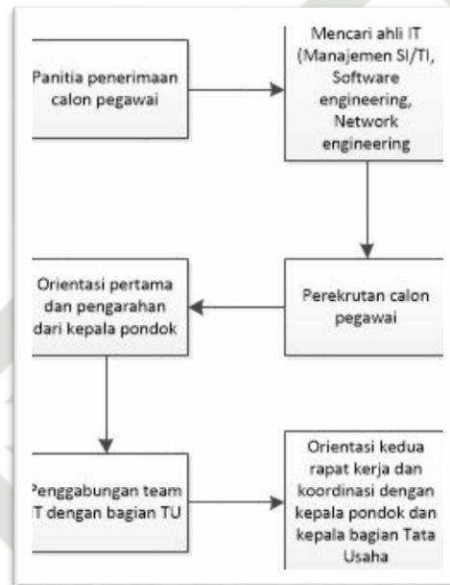 Panitia penerimaan
calon pegawai
Mencari ahli IT
(Manajemen SI/TI,
Software
engineering,
Network
engineering
Perekrutan calon
pegawai
Orientasi pertama
dan pengarahan
dari kepala pondok
Penggabungan team
IT dengan bagian TU
Orientasi kedua
rapat kerja dan
koordinasi dengan
kepala pondok dan
kepala bagian Tata
Usaha